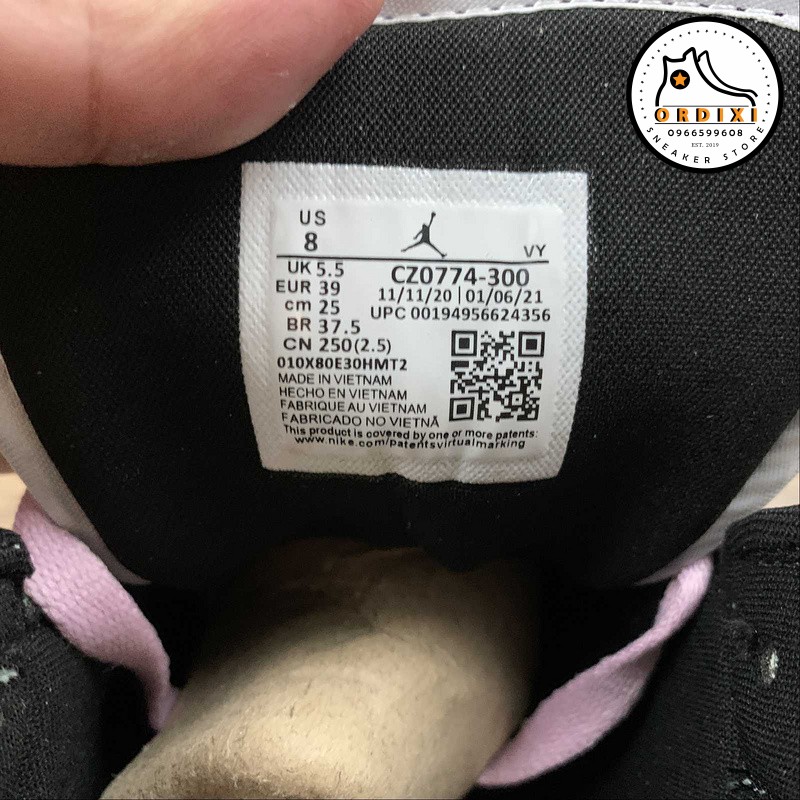 ORDIXI
0966599608
EST. 2019
SNEAKER STORE
US
8
VY
UK 5.5
EUR 39
cm 25
BR 37.5
CN 250(2.5)
CZ0774-300
11/11/20 | 01/06/21
UPC 00194956624356
010X80E30HMT2
MADE IN VIETNAM
HECHO EN VIETNAM
FABRIQUE AU VIETNAM
FABRICADO NO VIETNÃ
This product is covered by one or more patents:
www.nike.com/patentsvirtualmarking